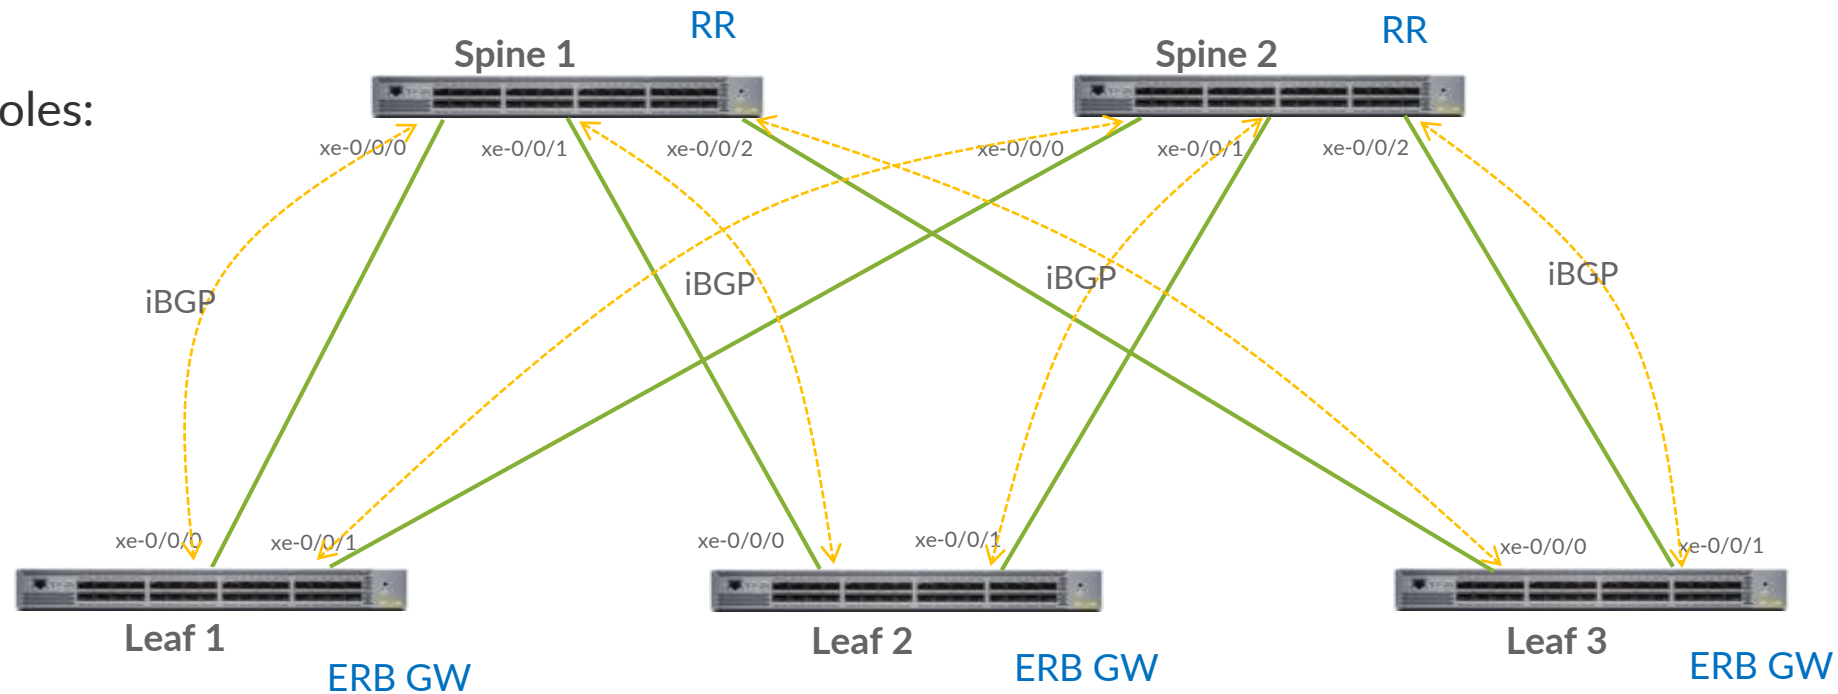 RR
RR
Spine 1
Spine 2
oles:
xe-0/0/0
xe-0/0/1
xe-0/0/2
xe-0/0/0
xe-0/0/1
xe-0/0/2
iBGP
iBGP
iBGP
iBGP
xe-0/0/0
xe-0/0/1
xe-0/0/0
xe-0/0/1
xe-0/0/0
xe-0/0/1
Leaf 1
Leaf 2
Leaf 3
ERB GW
ERB GW
ERB GW